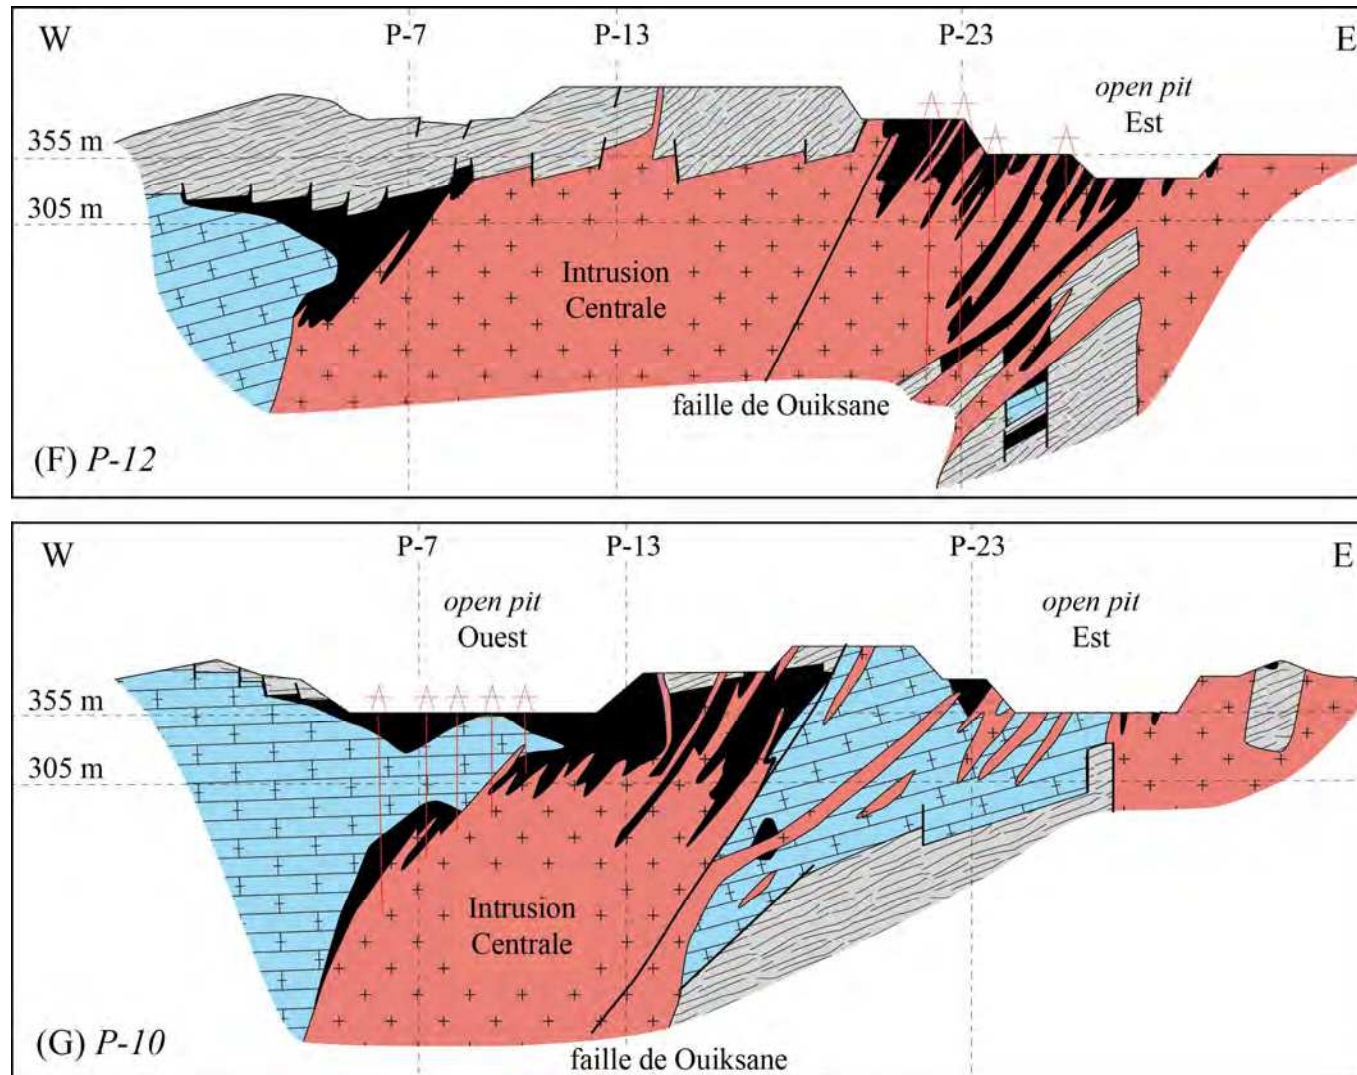 W P-7 P-13 P-23 E
open pit
Est
355 m
305 m
Intrusion
Centrale
faille de Ouiksane
(F) P-12
W P-7 P-13 P-23 E
open pit
Ouest
open pit
Est
355 m
305 m
Intrusion
Centrale
(G) P-10
faille de Ouiksane